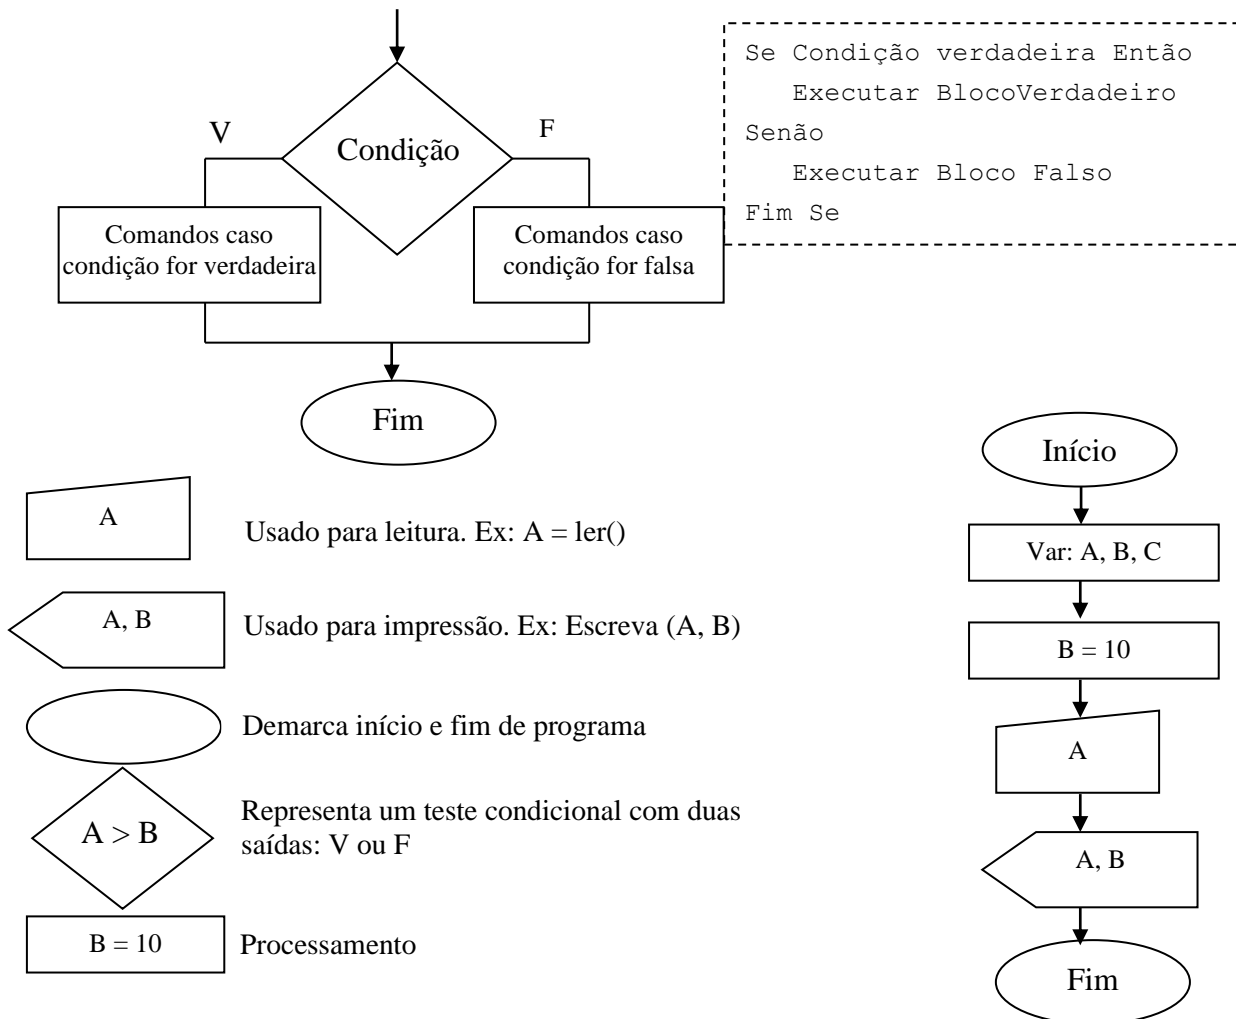 Se Condição verdadeira Então
Executar BlocoVerdadeiro
Senão
Executar Bloco Falso
Fim Se
V
F
Condição
Comandos caso
condição for verdadeira
Comandos caso
condição for falsa
Fim
A
Usado para leitura. Ex: A = ler()
A, B
Usado para impressão. Ex: Escreva (A, B)
Demarca início e fim de programa
A > B
Representa um teste condicional com duas
saídas: V ou F
B = 10
Processamento
Início
Var: A, B, C
B = 10
A
A, B
Fim